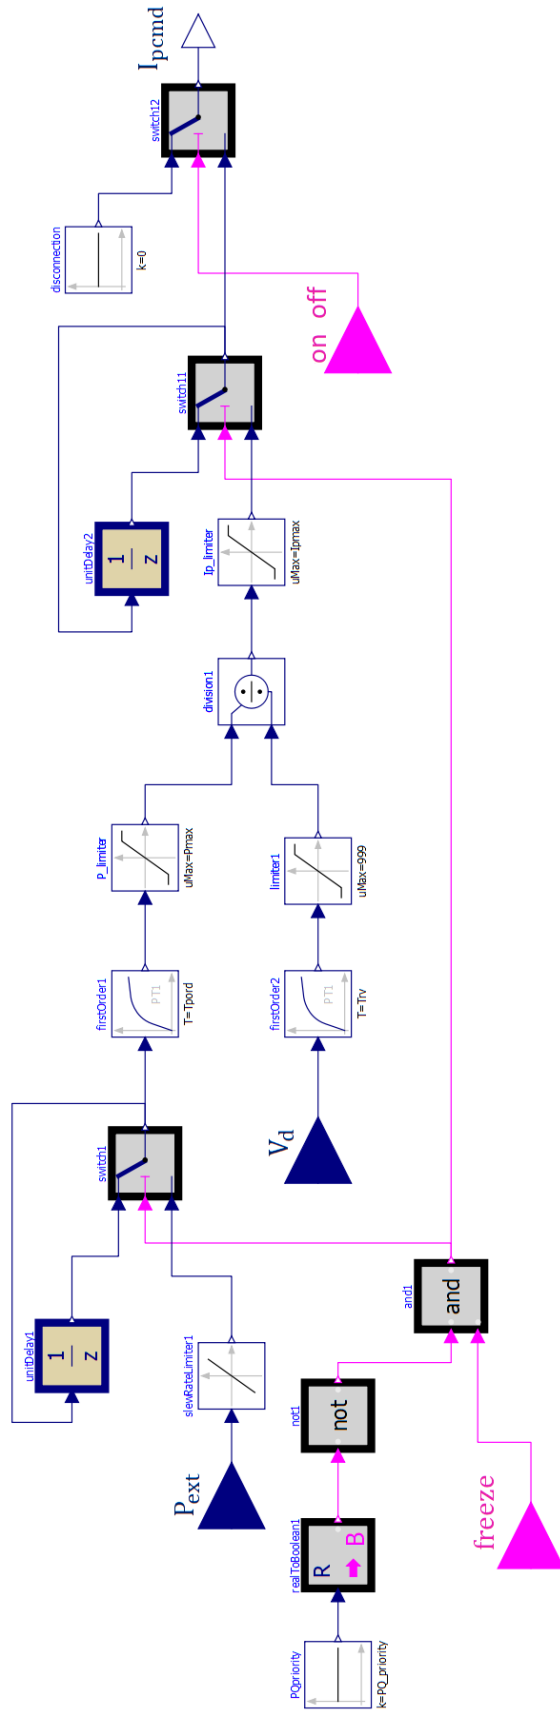 unitDelay1
1
z
P_ext
slewRateLimiter1
switch1
firstOrder1
PT1
T=Tpord
P_limiter
uMax=Pmax
V_d
firstOrder2
PT1
T=Trv
limiter1
uMax=999
division1
Ip_limiter
uMax=Ipmax
unitDelay2
1
z
switch11
disconnection
k=0
switch12
I_pcmd
on off
PQpriority
k=PQ_priority
realToBoolean1
R
B
not1
not
and1
and
freeze